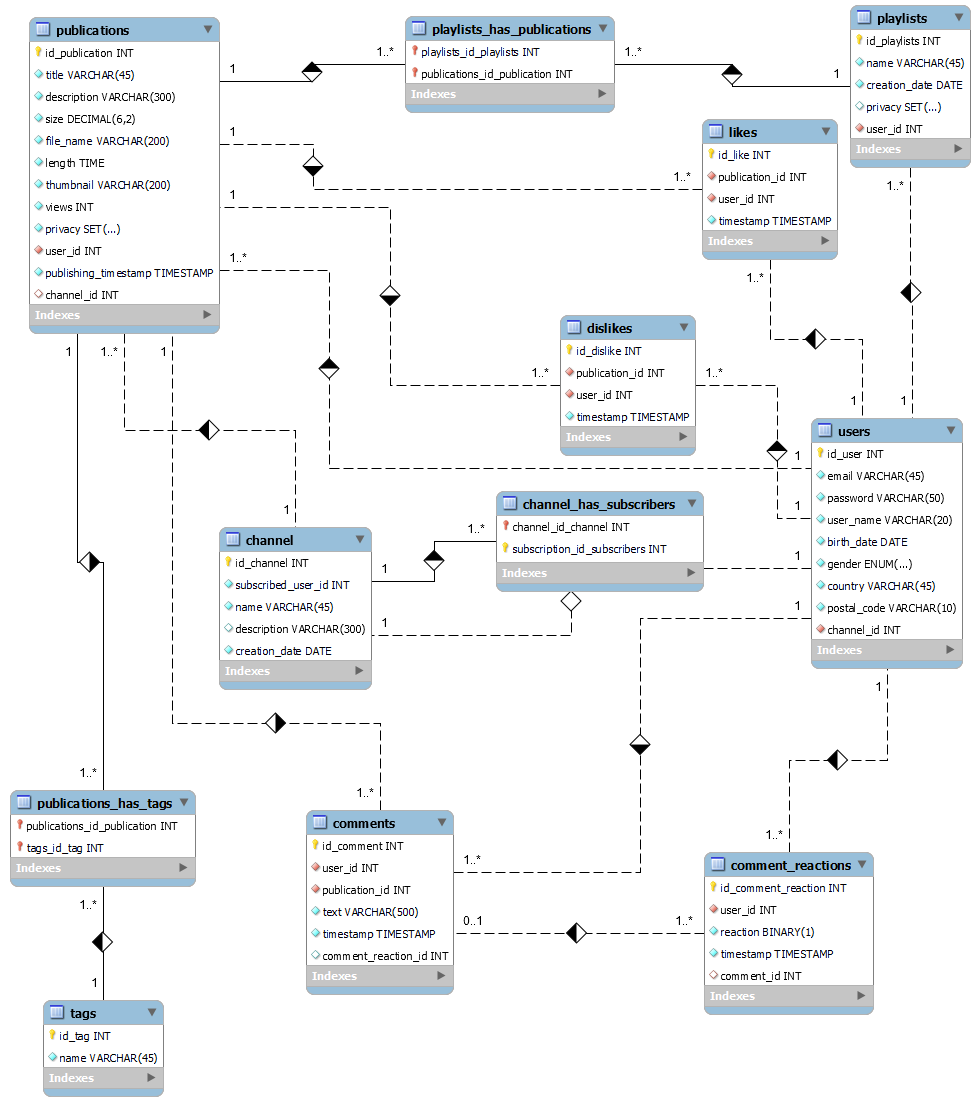 publications
id_publication INT
title VARCHAR(45)
description VARCHAR(300)
size DECIMAL(6,2)
file_name VARCHAR(200)
length TIME
thumbnail VARCHAR(200)
views INT
privacy SET(...)
user_id INT
publishing_timestamp TIMESTAMP
channel_id INT
Indexes
playlists_has_publications
playlists_id_playlists INT
publications_id_publication INT
Indexes
playlists
id_playlists INT
name VARCHAR(45)
creation_date DATE
privacy SET(...)
user_id INT
Indexes
1
1..*
1..*
1
likes
id_like INT
publication_id INT
user_id INT
timestamp TIMESTAMP
Indexes
1
1..*
1
1..*
1..*
1..*
dislikes
id_dislike INT
publication_id INT
user_id INT
timestamp TIMESTAMP
Indexes
1
1..*
1
1..*
1..*
1
1
users
id_user INT
email VARCHAR(45)
password VARCHAR(50)
user_name VARCHAR(20)
birth_date DATE
gender ENUM(...)
country VARCHAR(45)
postal_code VARCHAR(10)
channel_id INT
Indexes
1
1
1
1
1
channel_has_subscribers
channel_id_channel INT
subscription_id_subscribers INT
Indexes
1
channel
id_channel INT
subscribed_user_id INT
name VARCHAR(45)
description VARCHAR(300)
creation_date DATE
Indexes
1..*
1
1
1..*
publications_has_tags
publications_id_publication INT
tags_id_tag INT
Indexes
1..*
1
tags
id_tag INT
name VARCHAR(45)
Indexes
1..*
comments
id_comment INT
user_id INT
publication_id INT
text VARCHAR(500)
timestamp TIMESTAMP
comment_reaction_id INT
Indexes
1..*
0..1
1..*
1..*
comment_reactions
id_comment_reaction INT
user_id INT
reaction BINARY(1)
timestamp TIMESTAMP
comment_id INT
Indexes